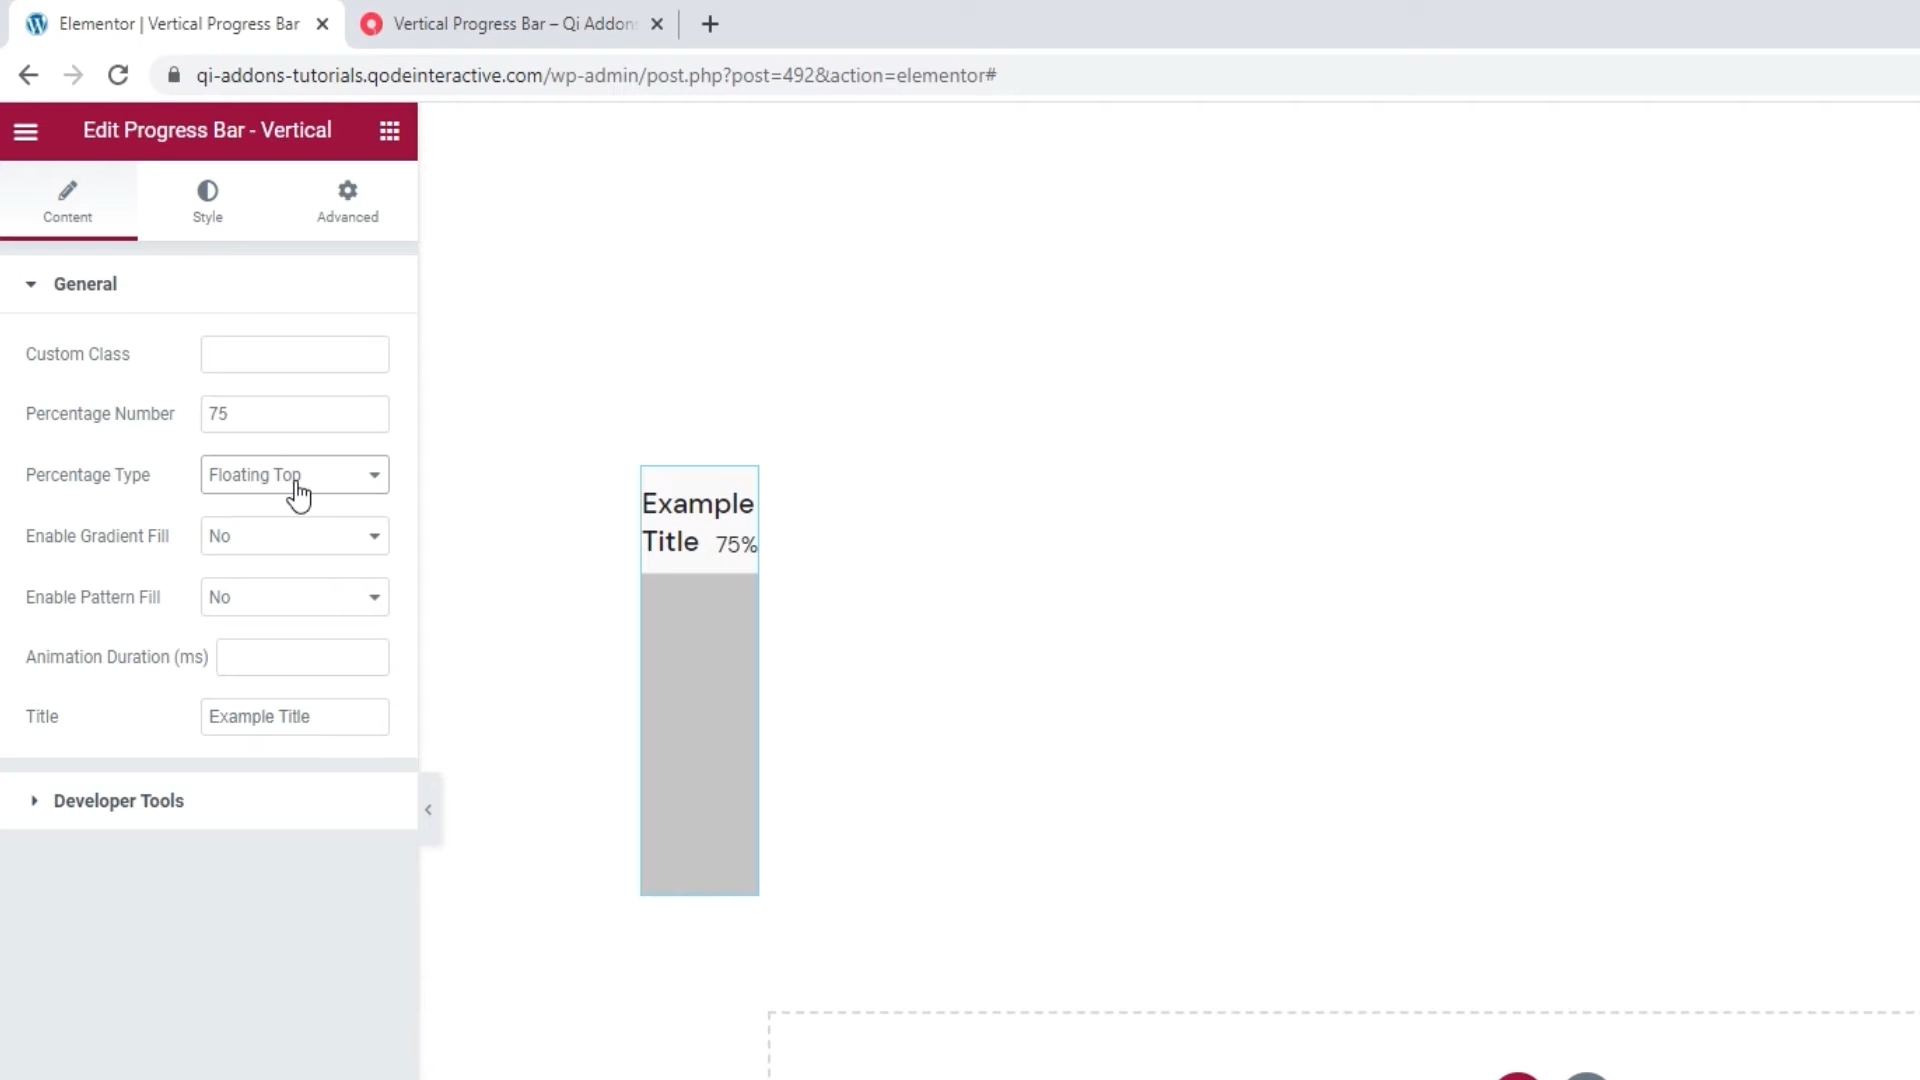 Elementor | Vertical Progress Bar
Vertical Progress Bar – Qi Addons
qi-addons-tutorials.qodeinteractive.com/wp-admin/post.php?post=492&action=elementor#
Edit Progress Bar - Vertical
Content
Style
Advanced
General
Custom Class
Percentage Number
75
Percentage Type
Floating Top
Enable Gradient Fill
No
Enable Pattern Fill
No
Animation Duration (ms)
Title
Example Title
Developer Tools
Example
Title 75%